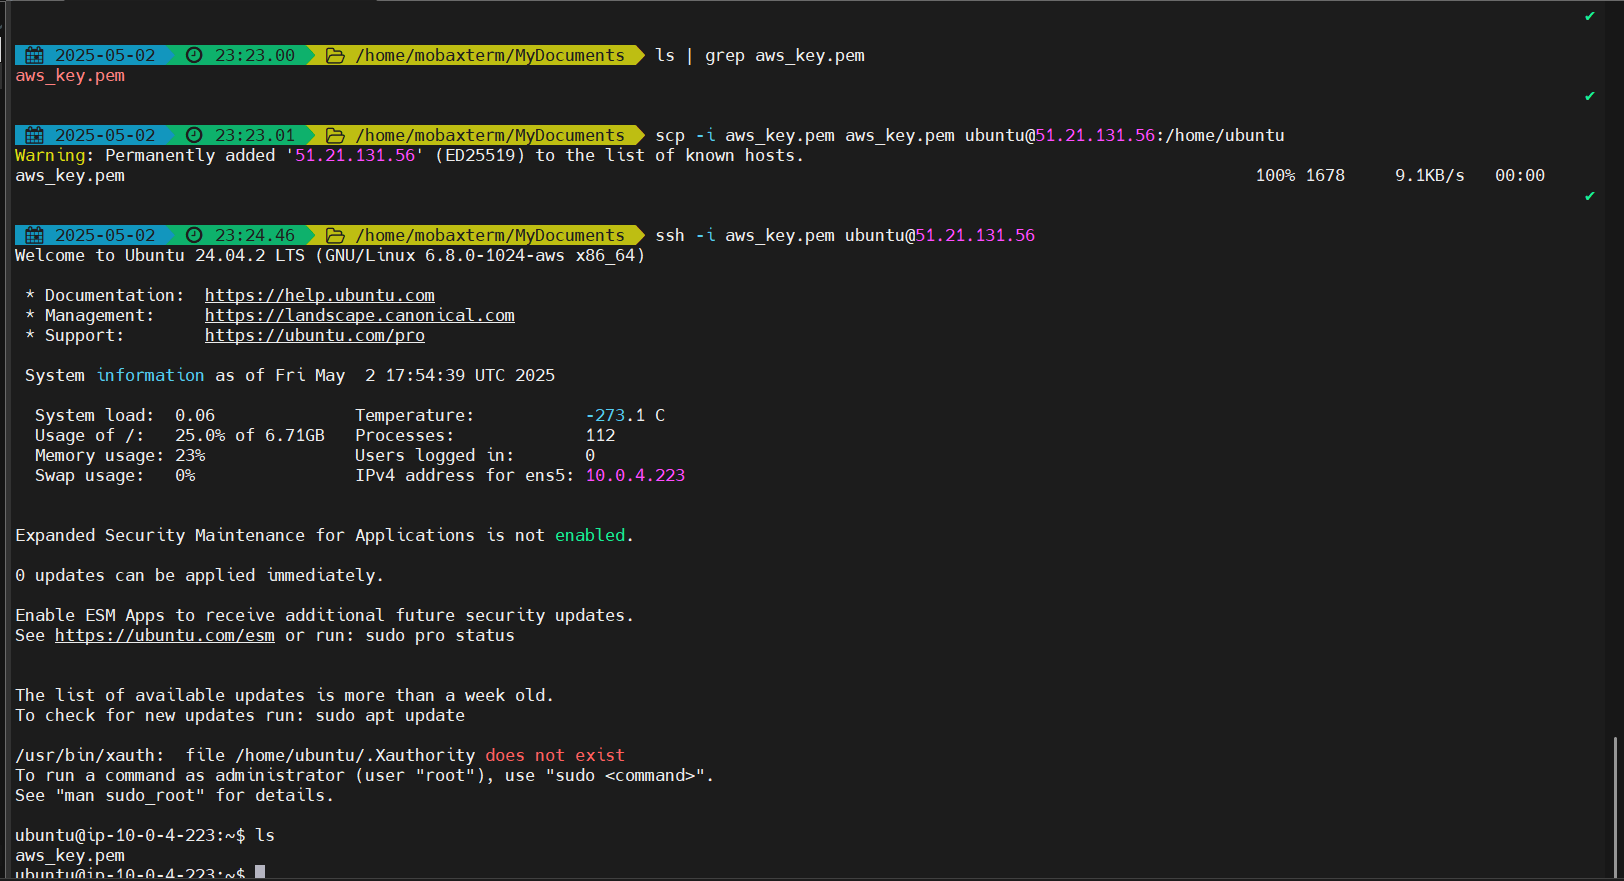 2025-05-02 23:23.00 /home/mobaxterm/MyDocuments ls | grep aws_key.pem
aws_key.pem
2025-05-02 23:23.01 /home/mobaxterm/MyDocuments scp -i aws_key.pem aws_key.pem ubuntu@51.21.131.56:/home/ubuntu
Warning: Permanently added '51.21.131.56' (ED25519) to the list of known hosts.
aws_key.pem 100% 1678 9.1KB/s 00:00
2025-05-02 23:24.46 /home/mobaxterm/MyDocuments ssh -i aws_key.pem ubuntu@51.21.131.56
Welcome to Ubuntu 24.04.2 LTS (GNU/Linux 6.8.0-1024-aws x86_64)
* Documentation: https://help.ubuntu.com
* Management: https://landscape.canonical.com
* Support: https://ubuntu.com/pro
System information as of Fri May 2 17:54:39 UTC 2025
System load: 0.06 Temperature: -273.1 C
Usage of /: 25.0% of 6.71GB Processes: 112
Memory usage: 23% Users logged in: 0
Swap usage: 0% IPv4 address for ens5: 10.0.4.223
Expanded Security Maintenance for Applications is not enabled.
0 updates can be applied immediately.
Enable ESM Apps to receive additional future security updates.
See https://ubuntu.com/esm or run: sudo pro status
The list of available updates is more than a week old.
To check for new updates run: sudo apt update
/usr/bin/xauth: file /home/ubuntu/.Xauthority does not exist
To run a command as administrator (user "root"), use "sudo <command>".
See "man sudo_root" for details.
ubuntu@ip-10-0-4-223:~$ ls
aws_key.pem
ubuntu@ip-10-0-4-223:~$